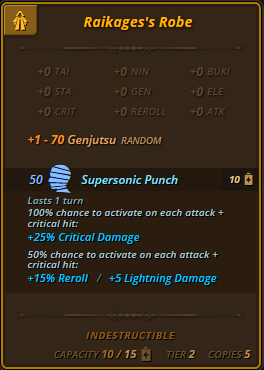 Raikages's Robe
+0 TAI +0 NIN +0 BUKI
+0 STA +0 GEN +0 ELE
+0 CRIT +0 REROLL +0 ATK
+1 - 70 Genjutsu RANDOM
50 Supersonic Punch 10
Lasts 1 turn
100% chance to activate on each attack +
critical hit:
+25% Critical Damage
50% chance to activate on each attack +
critical hit:
+15% Reroll / +5 Lightning Damage
INDESTRUCTIBLE
CAPACITY 10 / 15 TIER 2 COPIES 5